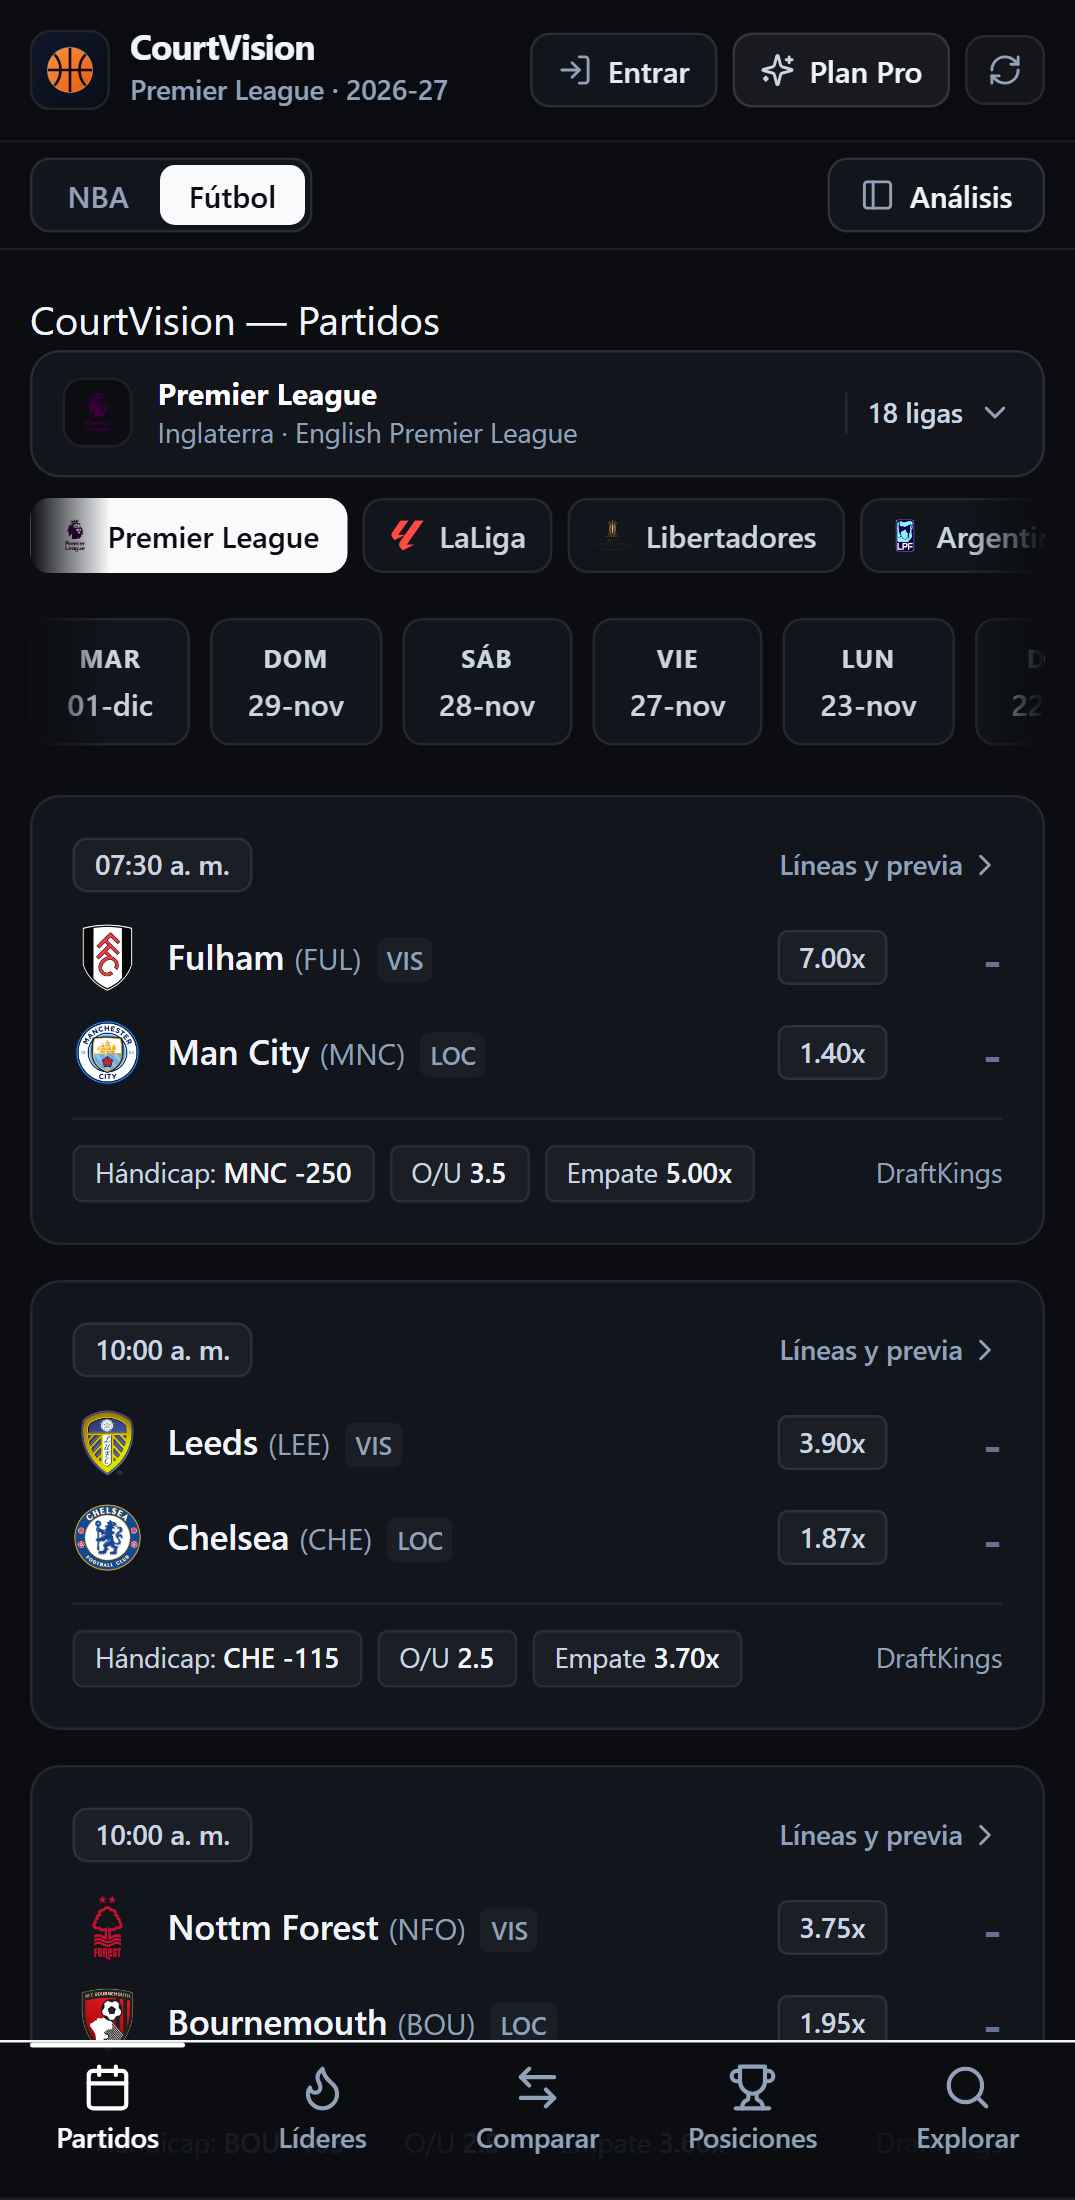 CourtVision
Premier League · 2026-27
Entrar
Plan Pro
NBA
Fútbol
Análisis
CourtVision — Partidos
Premier League
Inglaterra · English Premier League
18 ligas
Premier League
LaLiga
Libertadores
Argenti
MAR
01-dic
DOM
29-nov
SÁB
28-nov
VIE
27-nov
LUN
23-nov
D
22
07:30 a. m.
Líneas y previa
Fulham (FUL) VIS
7.00x
-
Man City (MNC) LOC
1.40x
-
Hándicap: MNC -250
O/U 3.5
Empate 5.00x
DraftKings
10:00 a. m.
Líneas y previa
Leeds (LEE) VIS
3.90x
-
Chelsea (CHE) LOC
1.87x
-
Hándicap: CHE -115
O/U 2.5
Empate 3.70x
DraftKings
10:00 a. m.
Líneas y previa
Nottm Forest (NFO) VIS
3.75x
-
Bournemouth (BOU) LOC
1.95x
-
Partidos
Líderes
Comparar
Posiciones
Explorar